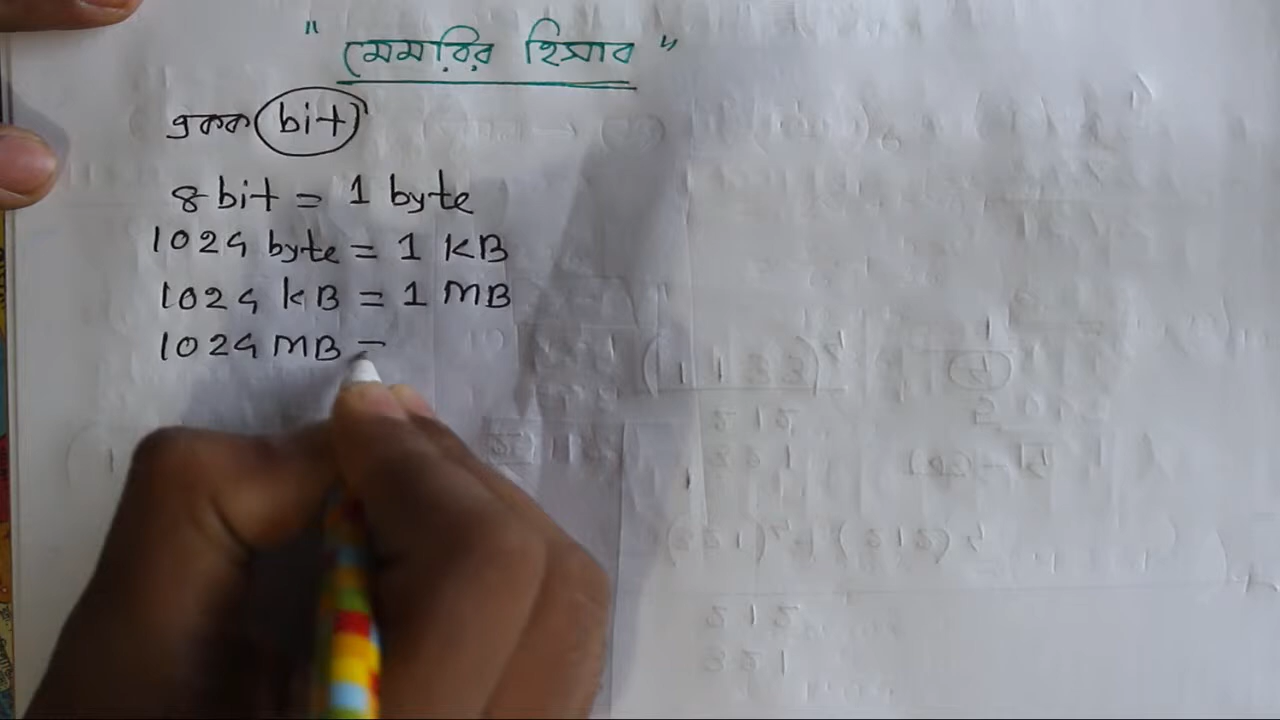 " মেমরির হিসাব "
একক bit
8 bit = 1 byte
1024 byte = 1 KB
1024 KB = 1 MB
1024 MB =